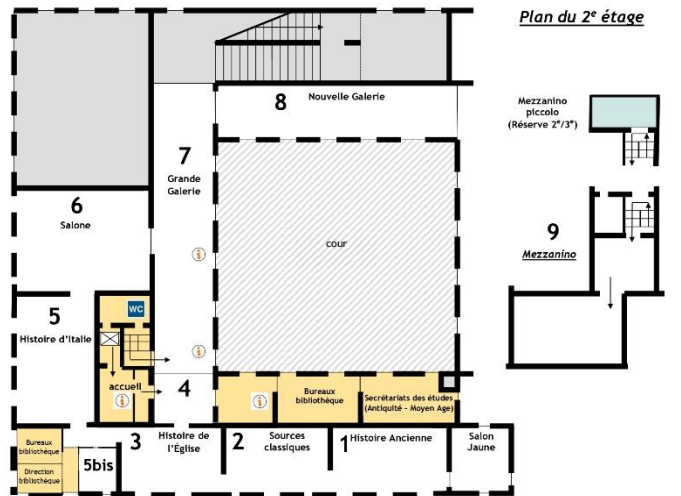 Plan du 2e étage
8
Nouvelle Galerie
7
Grande
Galerie
6
Salone
cour
Mezzanino
piccolo
(Réserve 2e/3e)
9
Mezzanino
5
Histoire d'Italie
WC
accueil
i
i
i
i
4
Bureaux
bibliothèque
Secrétariats des études
(Antiquité - Moyen Age)
Bureaux
bibliothèque
Direction
bibliothèque
5bis
3
Histoire de
l'Église
2
Sources
classiques
1
Histoire Ancienne
Salon
Jaune